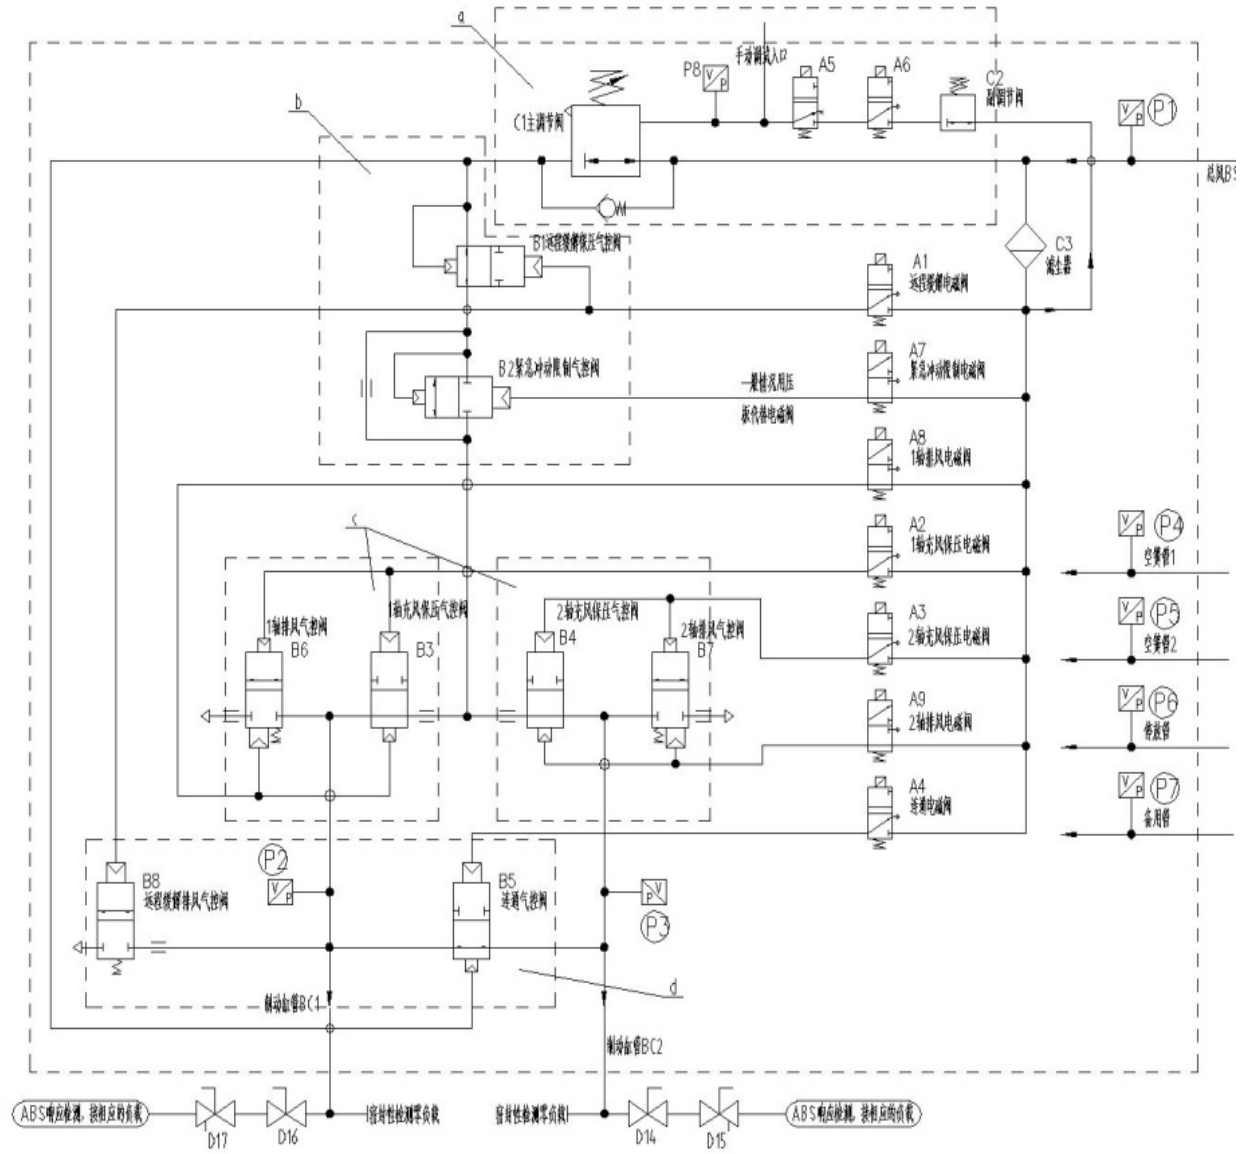 a
手动测试入口
A5
A6
P8
V
P
C2
副调节阀
C1主调节阀
V
P
P1
b
总风BS
B1远程缓解保压气控阀
C3
滤尘器
A1
远程缓解电磁阀
A7
紧急冲动限制电磁阀
B2紧急冲动限制气控阀
一般情况用压
板代替电磁阀
A8
1轴排风电磁阀
c
A2
1轴充风保压电磁阀
V
P
P4
空簧管1
1轴排风气控阀
1轴充风保压气控阀
2轴充风保压气控阀
2轴排风气控阀
A3
2轴充风保压电磁阀
V
P
P5
空簧管2
B6
B3
B4
B7
A9
2轴排风电磁阀
V
P
P6
停放管
A4
连通电磁阀
V
P
P7
备用管
P2
V
P
B8
远程缓解排风气控阀
B5
连通气控阀
V
P
P3
d
制动缸管BC1
制动缸管BC2
ABS响应检测,接相应的负载
D17
D16
密封性检测零负载
密封性检测零负载
D14
D15
ABS响应检测,接相应的负载